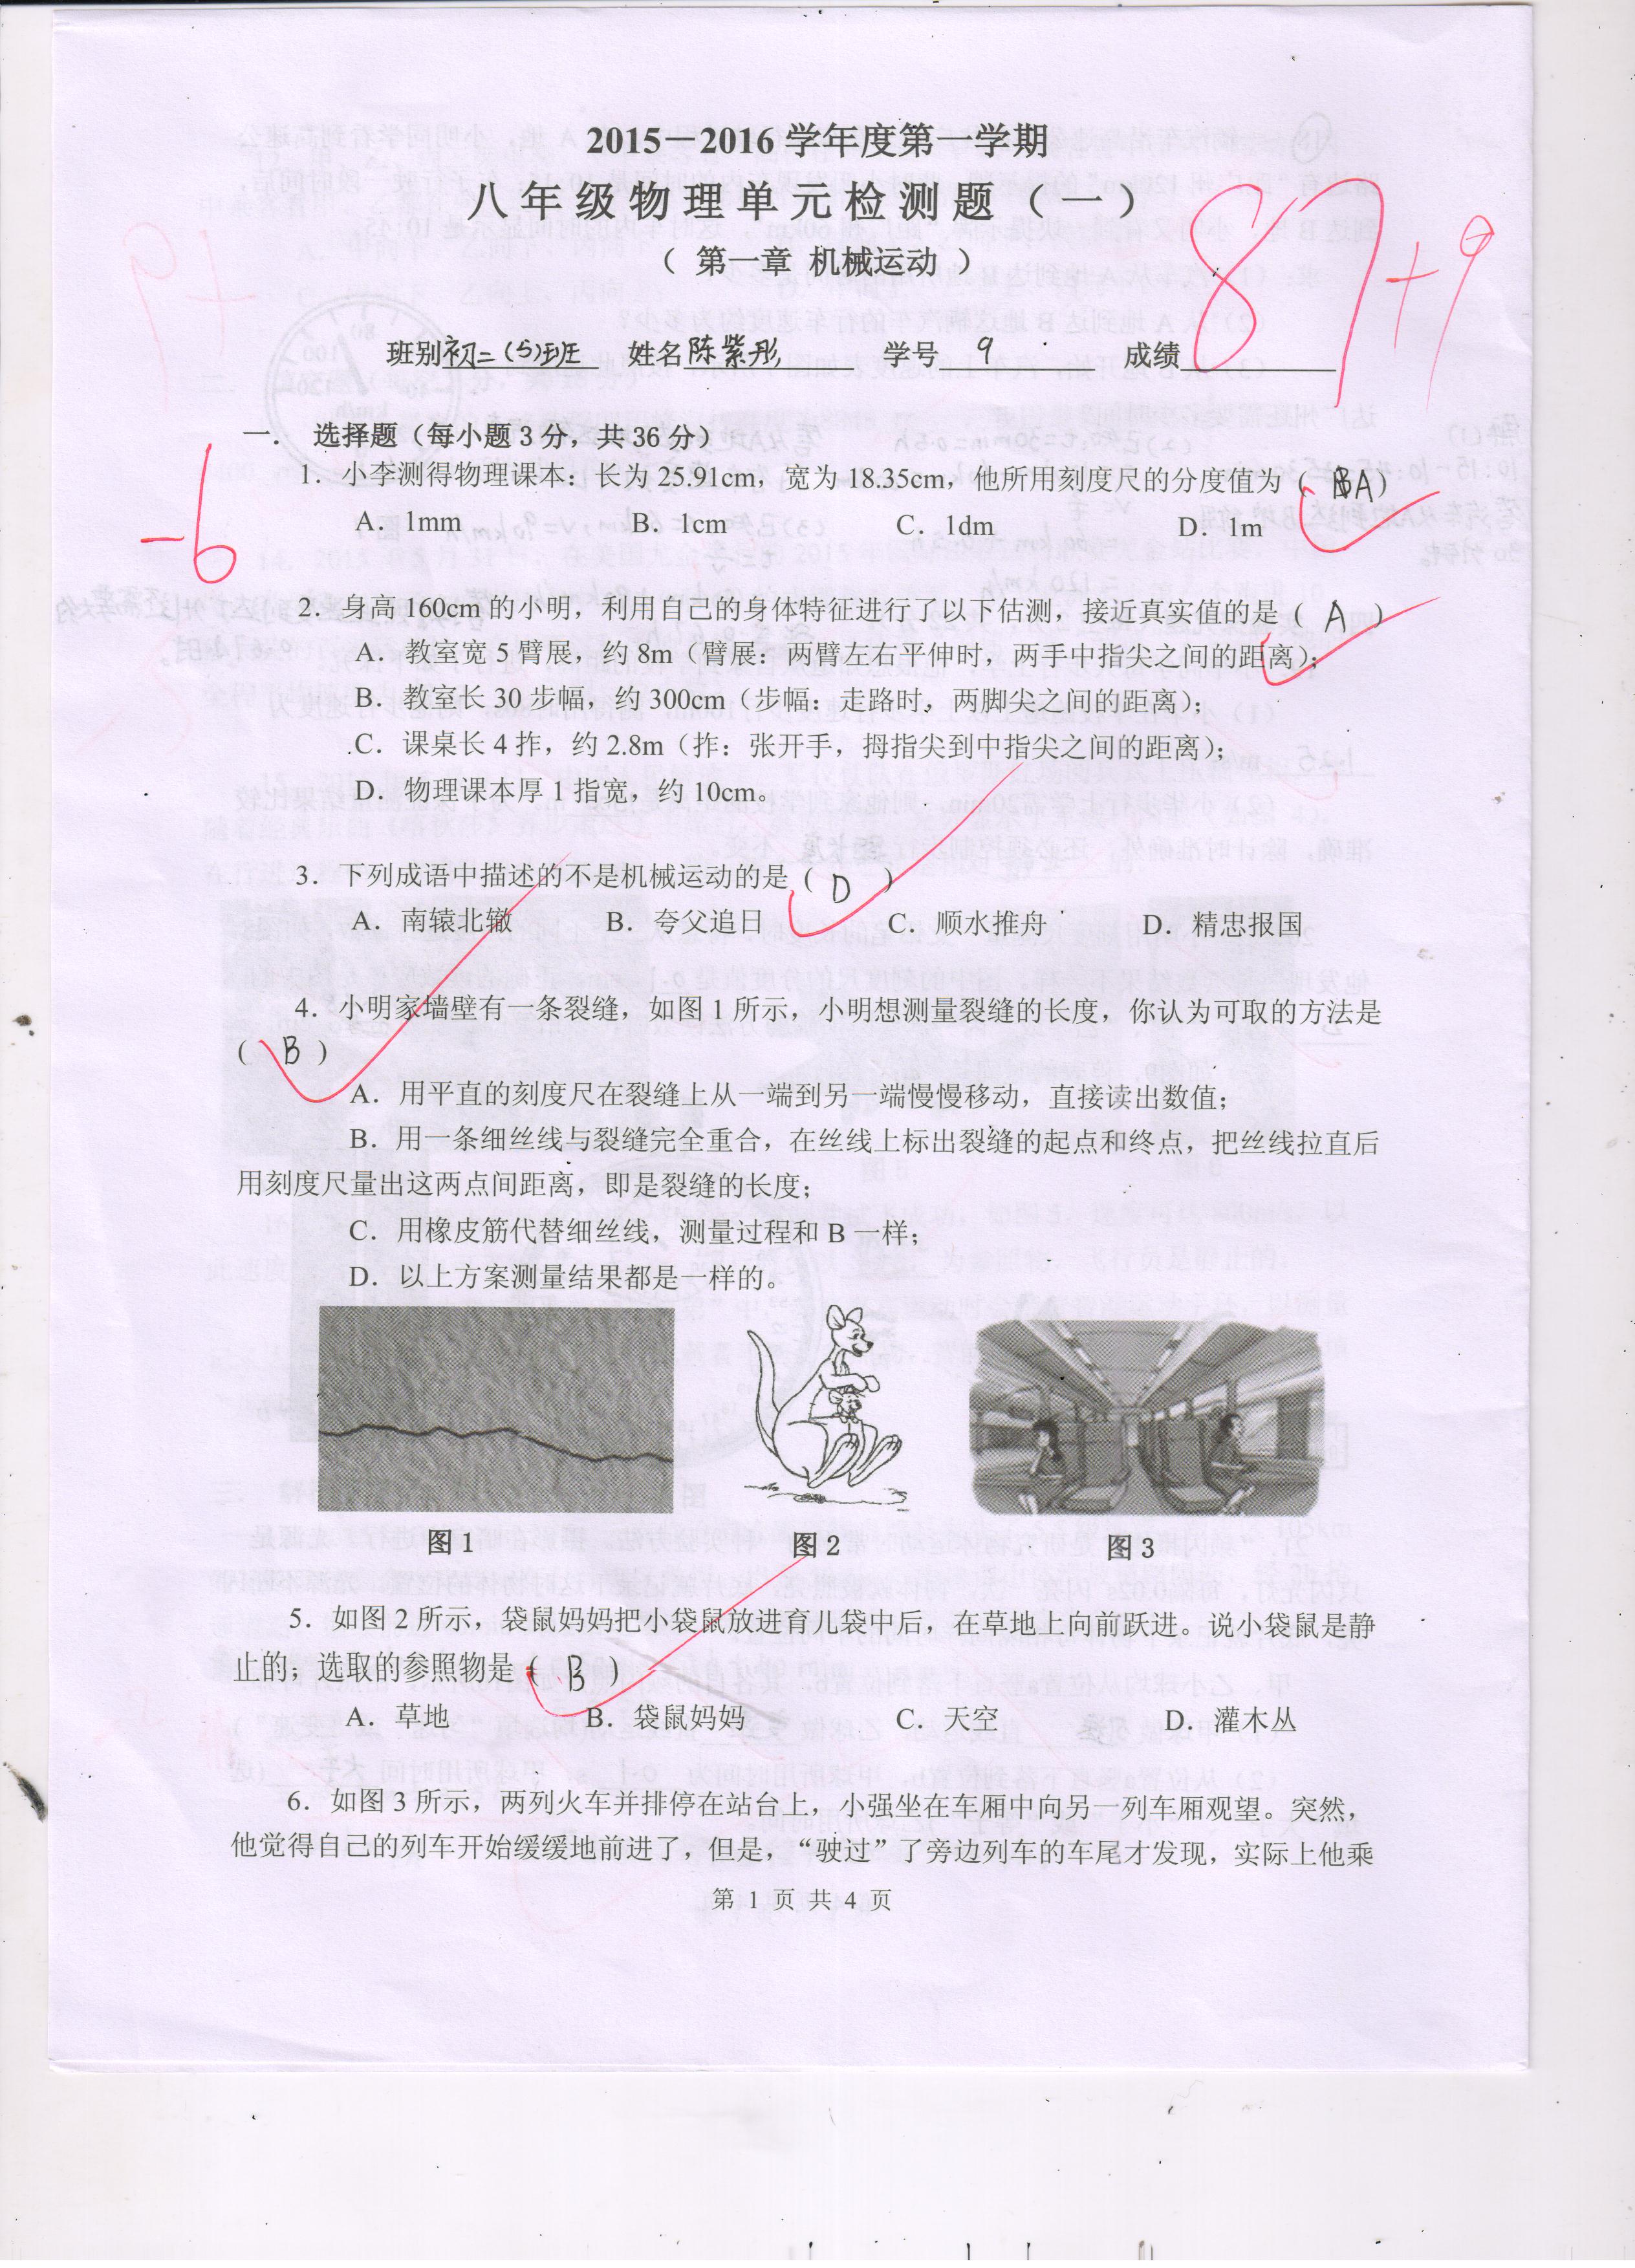 2015－2016 学年度第一学期
八年级物理单元检测题（一）
（ 第一章 机械运动 ）
87+9
班别 初二(5)班 姓名 陈紫彤 学号 9 成绩
一． 选择题（每小题 3 分，共 36 分）
-6
1．小李测得物理课本：长为 25.91cm，宽为 18.35cm，他所用刻度尺的分度值为（ A）
A．1mm B．1cm C．1dm D．1m
2．身高 160cm 的小明，利用自己的身体特征进行了以下估测，接近真实值的是（ A ）
A．教室宽 5 臂展，约 8m（臂展：两臂左右平伸时，两手中指尖之间的距离）；
B．教室长 30 步幅，约 300cm（步幅：走路时，两脚尖之间的距离）；
C．课桌长 4 拃，约 2.8m（拃：张开手，拇指尖到中指尖之间的距离）；
D．物理课本厚 1 指宽，约 10cm。
3．下列成语中描述的不是机械运动的是（ D ）
A．南辕北辙 B．夸父追日 C．顺水推舟 D．精忠报国
4．小明家墙壁有一条裂缝，如图 1 所示，小明想测量裂缝的长度，你认为可取的方法是
（ B ）
A．用平直的刻度尺在裂缝上从一端到另一端慢慢移动，直接读出数值；
B．用一条细丝线与裂缝完全重合，在丝线上标出裂缝的起点和终点，把丝线拉直后
用刻度尺量出这两点间距离，即是裂缝的长度；
C．用橡皮筋代替细丝线，测量过程和 B 一样；
D．以上方案测量结果都是一样的。
图 1 图 2 图 3
5．如图 2 所示，袋鼠妈妈把小袋鼠放进育儿袋中后，在草地上向前跃进。说小袋鼠是静
止的；选取的参照物是（ B ）
A．草地 B．袋鼠妈妈 C．天空 D．灌木丛
6．如图 3 所示，两列火车并排停在站台上，小强坐在车厢中向另一列车厢观望。突然，
他觉得自己的列车开始缓缓地前进了，但是，“驶过”了旁边列车的车尾才发现，实际上他乘
第 1 页 共 4 页